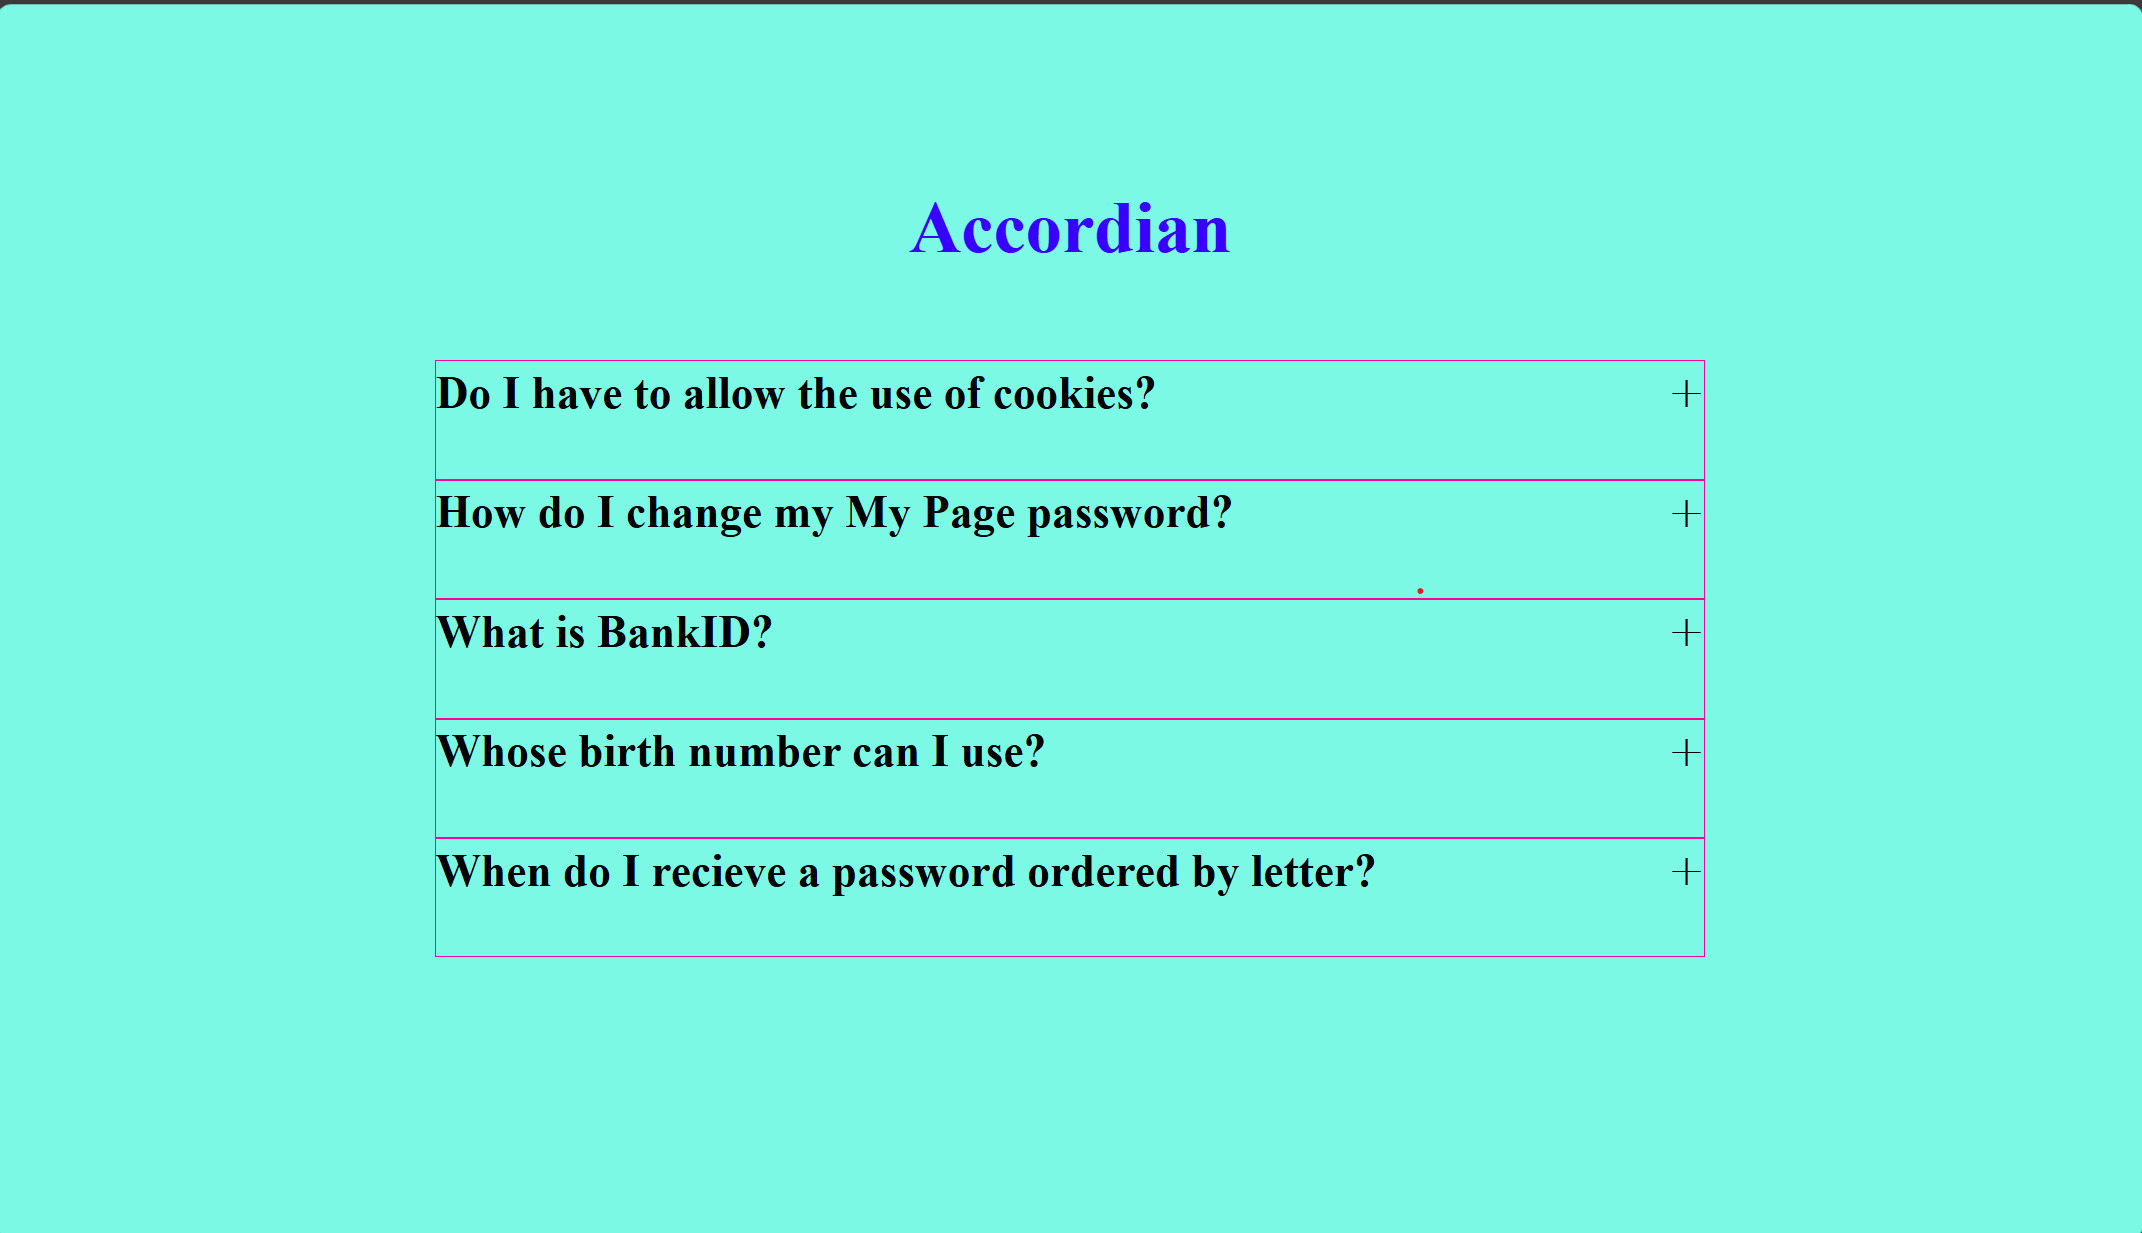 Accordian
Do I have to allow the use of cookies? +
How do I change my My Page password? +
What is BankID? +
Whose birth number can I use? +
When do I recieve a password ordered by letter? +